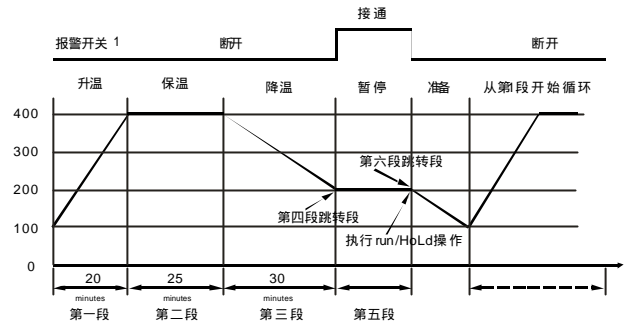 接通
报警开关 1 断开 断开
升温 保温 降温 暂停 准备 从第1段开始循环
400
300
第六段跳转段
200
第四段跳转段
100
执行 run/HoLd操作
0
20 25 30
minutes minutes minutes
第一段 第二段 第三段 第五段